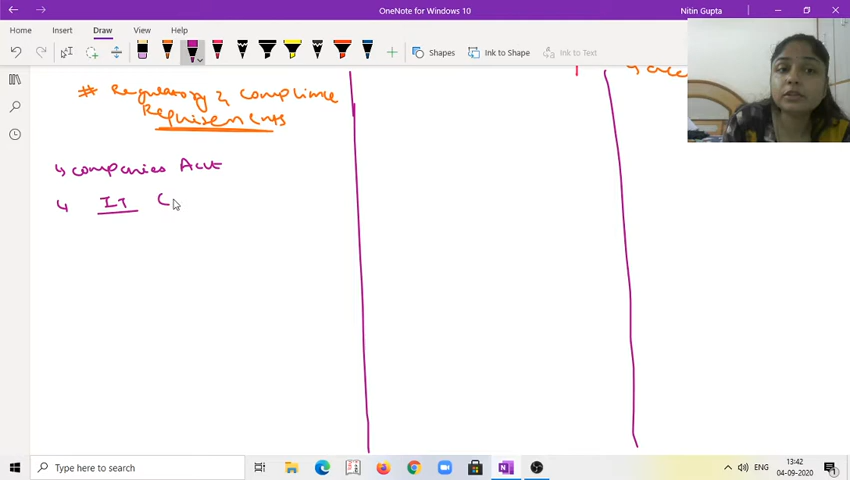 OneNote for Windows 10
Nitin Gupta
Home Insert Draw View Help
Shapes
Ink to Shape
Ink to Text
# Regulatory & Compliance
Requirements
↳ Companies Act
↳ IT (
Type here to search
ENG
13:42
04-09-2020